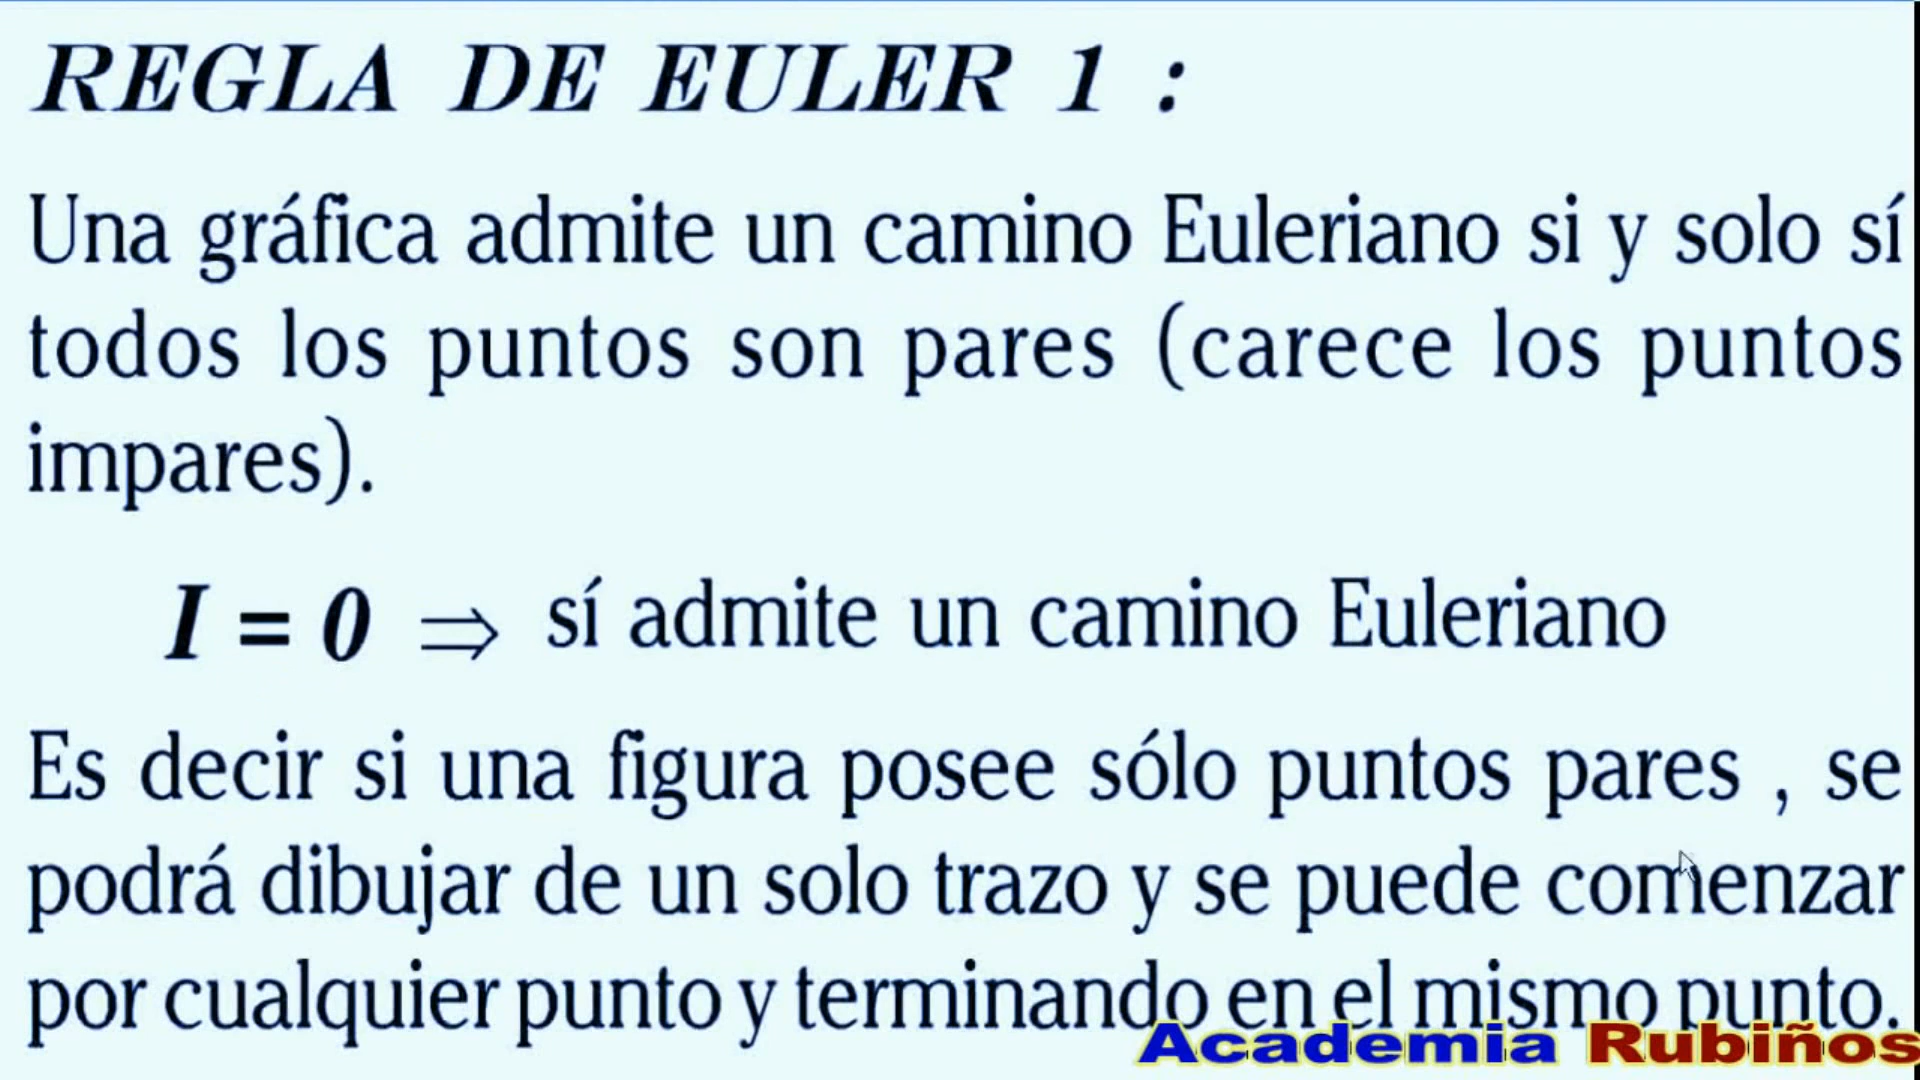 REGLA DE EULER 1 :
Una gráfica admite un camino Euleriano si y solo sí
todos los puntos son pares (carece los puntos
impares).
I = 0 ⇒ sí admite un camino Euleriano
Es decir si una figura posee sólo puntos pares , se
podrá dibujar de un solo trazo y se puede comenzar
por cualquier punto y terminando en el mismo punto.
Academia Rubiños